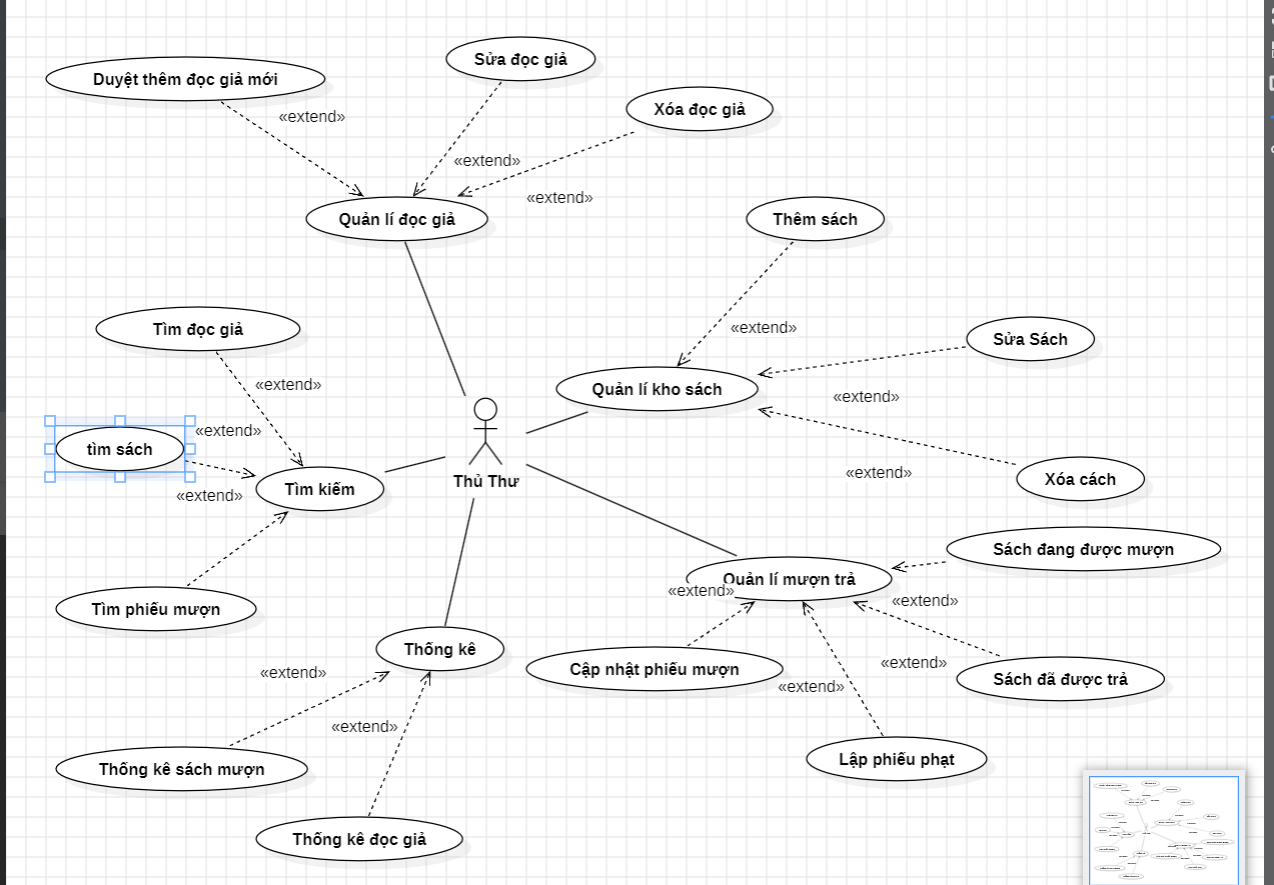 Sửa đọc giả
Duyệt thêm đọc giả mới
Xóa đọc giả
«extend»
«extend»
«extend»
Quản lí đọc giả
Thêm sách
Tìm đọc giả
«extend»
Sửa Sách
«extend»
Quản lí kho sách
«extend»
«extend»
tìm sách
«extend»
Xóa cách
Thủ Thư
Tìm kiếm
«extend»
Sách đang được mượn
Quản lí mượn trả
«extend»
«extend»
Tìm phiếu mượn
Thống kê
«extend»
Cập nhật phiếu mượn
«extend»
Sách đã được trả
«extend»
«extend»
Lập phiếu phạt
Thống kê sách mượn
Thống kê đọc giả